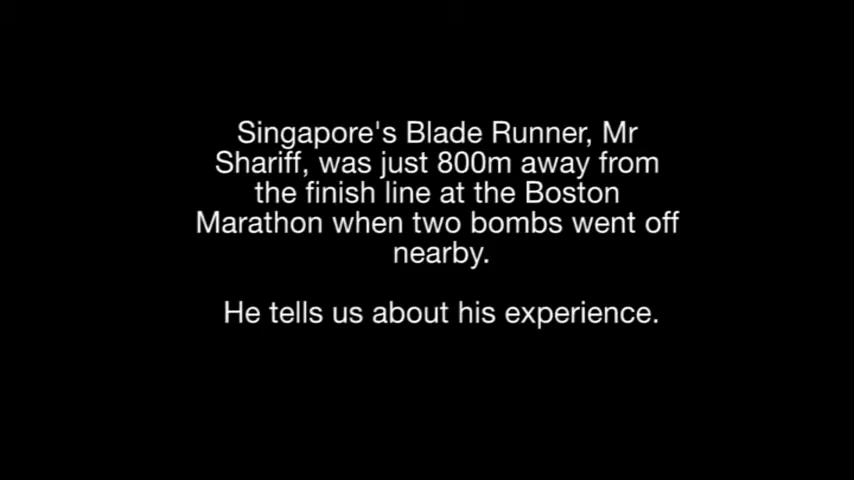 Singapore's Blade Runner, Mr
Shariff, was just 800m away from
the finish line at the Boston
Marathon when two bombs went off
nearby.
He tells us about his experience.